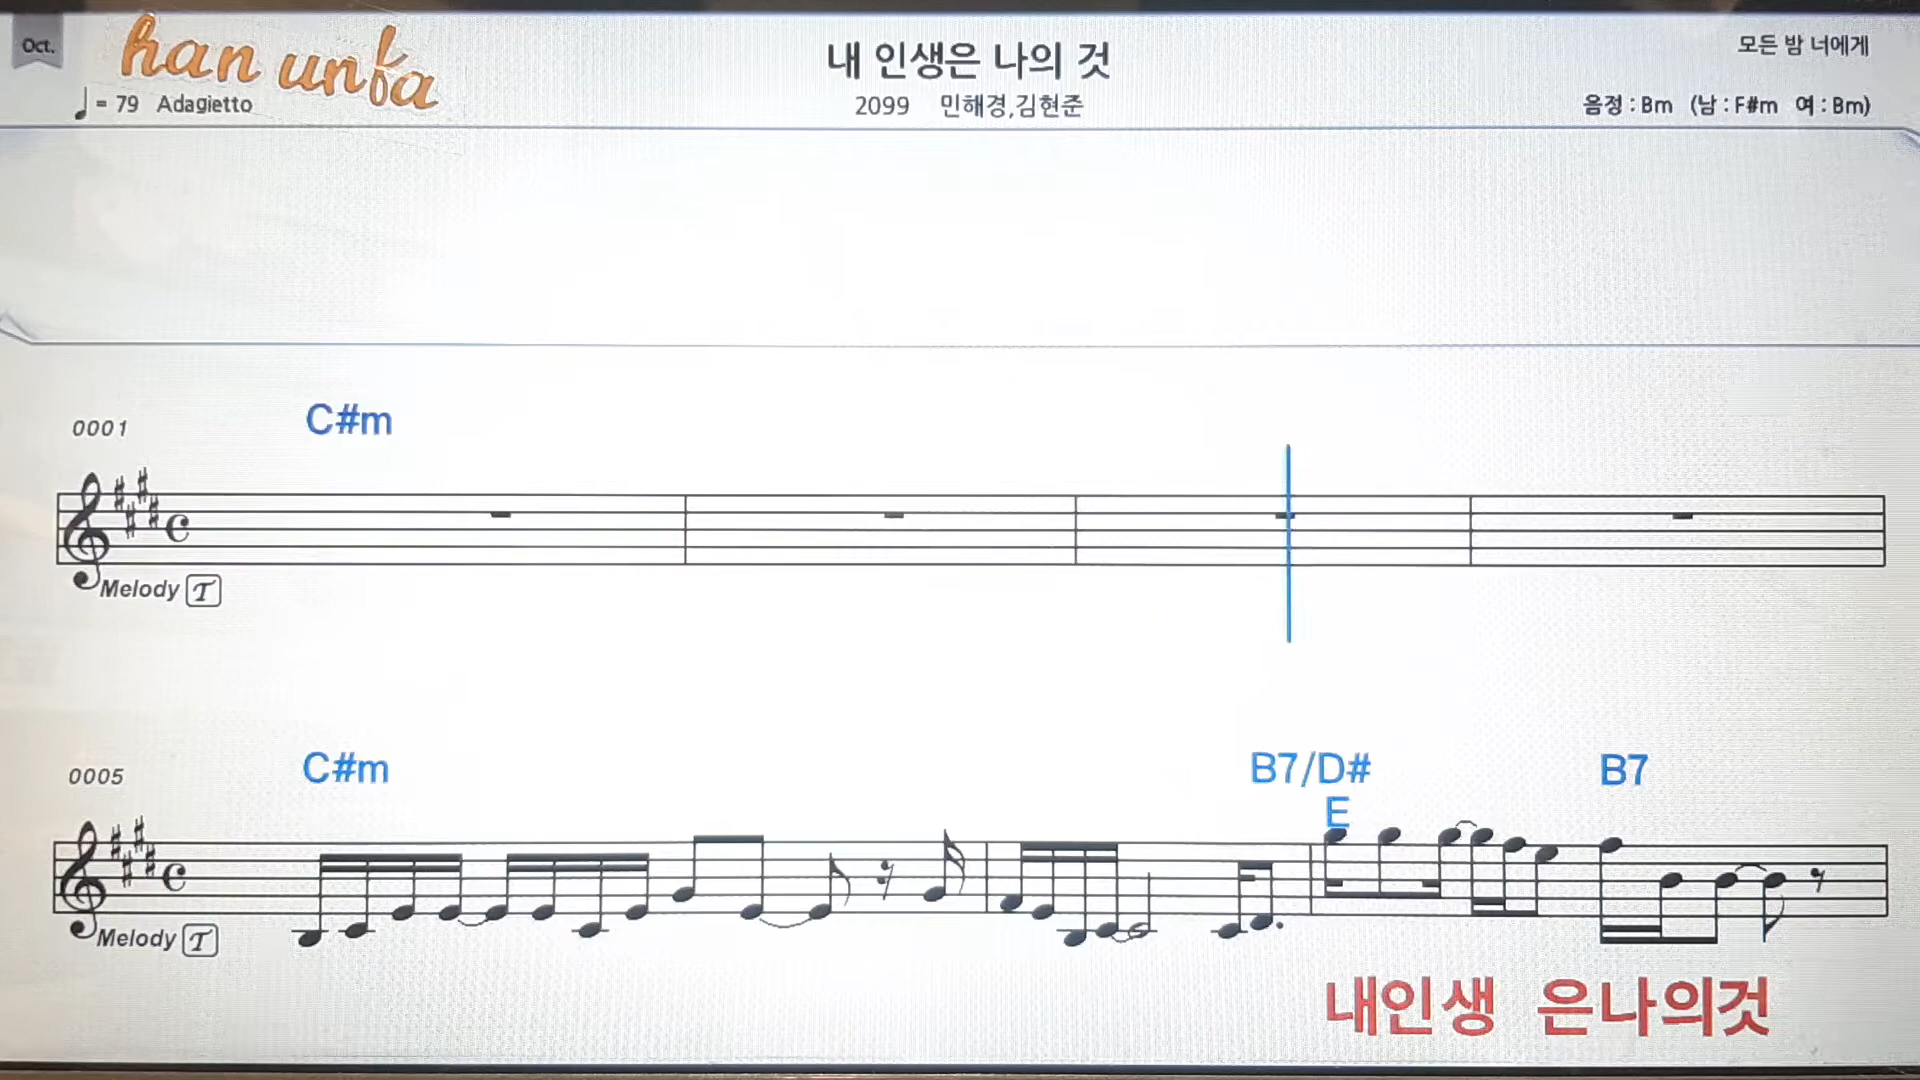 Oct.
han unfa
내 인생은 나의 것
모든 밤 너에게
♩ = 79 Adagietto
2099 민해경,김현준
음정 : Bm (남 : F#m 여 : Bm)
0001
C#m
Melody T
0005
C#m
B7/D#
B7
E
Melody T
내인생 은나의것